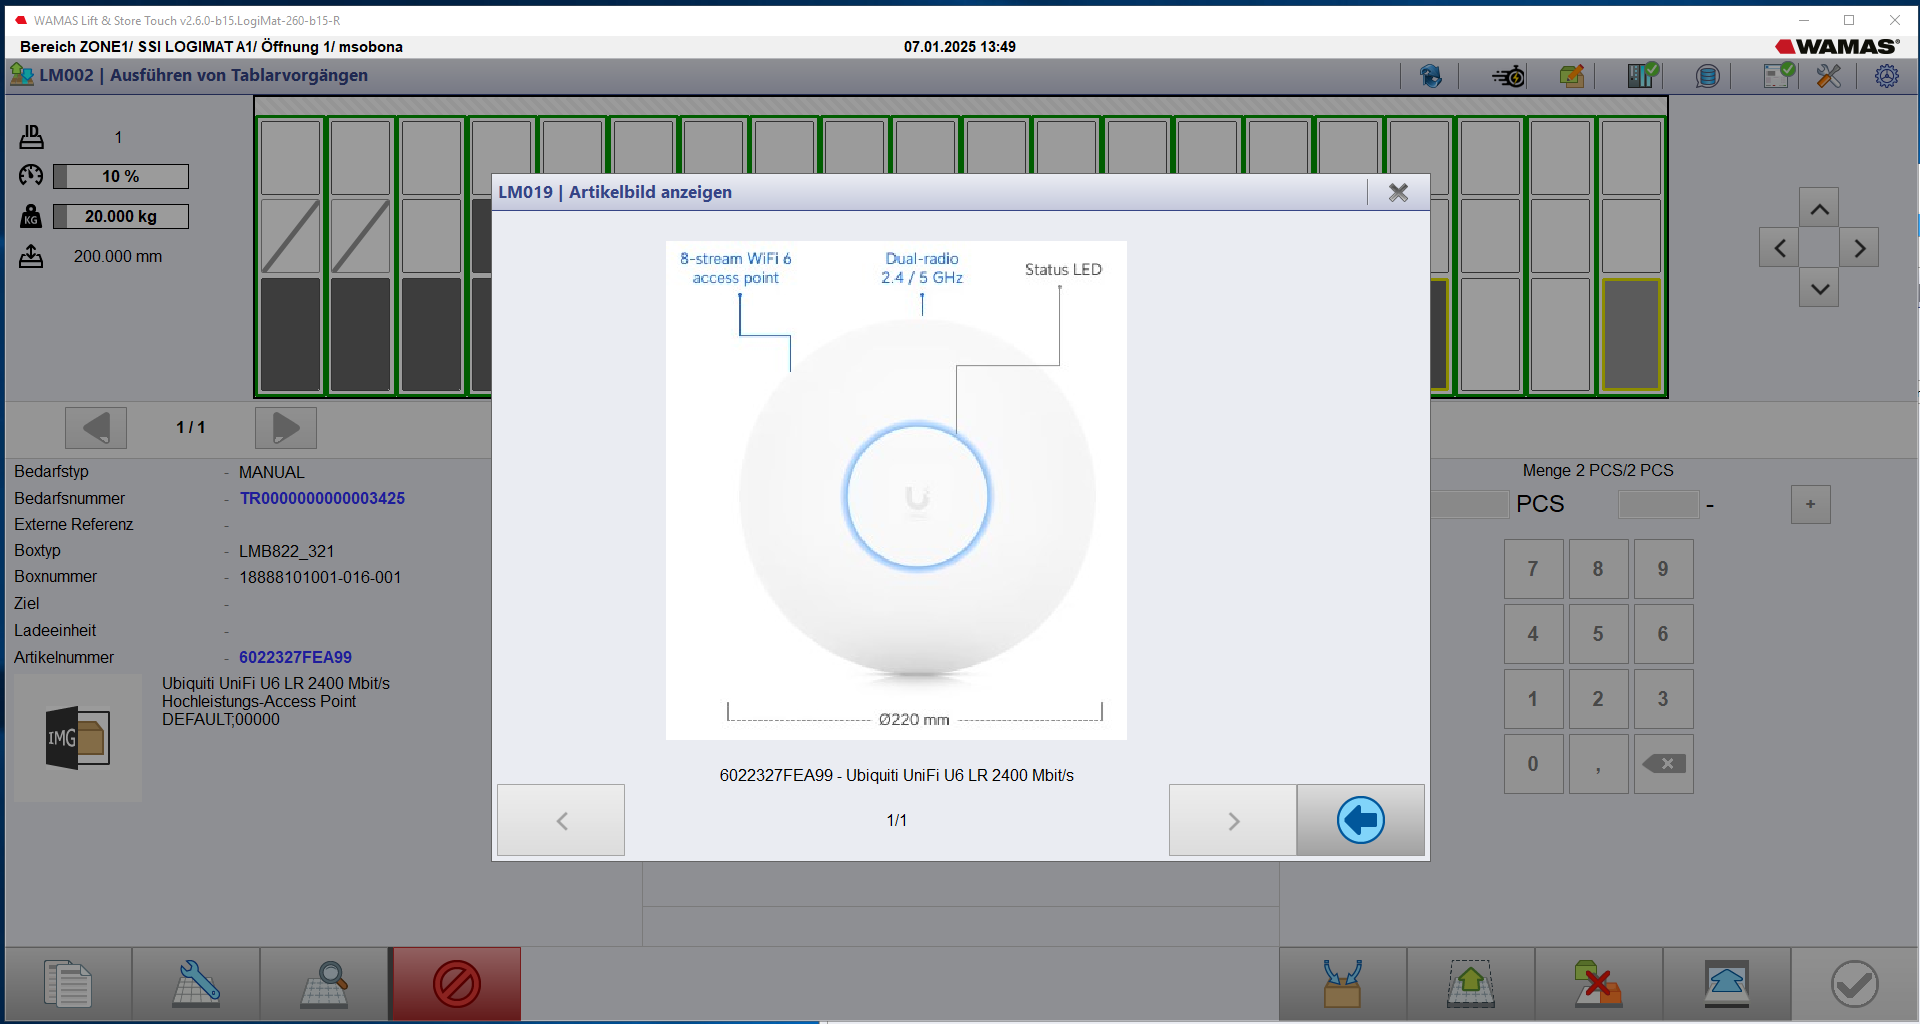 WAMAS Lift & Store Touch v2.6.0-b15.LogiMat-260-b15-R
Bereich ZONE1/ SSI LOGIMAT A1/ Öffnung 1/ msobona
07.01.2025 13:49
WAMAS®
LM002 | Ausführen von Tablarvorgängen
ID
1
10 %
KG
20.000 kg
200.000 mm
LM019 | Artikelbild anzeigen
8-stream WiFi 6
access point
Dual-radio
2.4 / 5 GHz
Status LED
U
Ø220 mm
6022327FEA99 - Ubiquiti UniFi U6 LR 2400 Mbit/s
1/1
1 / 1
Bedarfstyp - MANUAL
Bedarfsnummer - TR0000000000003425
Externe Referenz -
Boxtyp - LMB822_321
Boxnummer - 18888101001-016-001
Ziel -
Ladeeinheit -
Artikelnummer - 6022327FEA99
IMG
Ubiquiti UniFi U6 LR 2400 Mbit/s
Hochleistungs-Access Point
DEFAULT;00000
Menge 2 PCS/2 PCS
PCS - +
7 8 9
4 5 6
1 2 3
0 ,